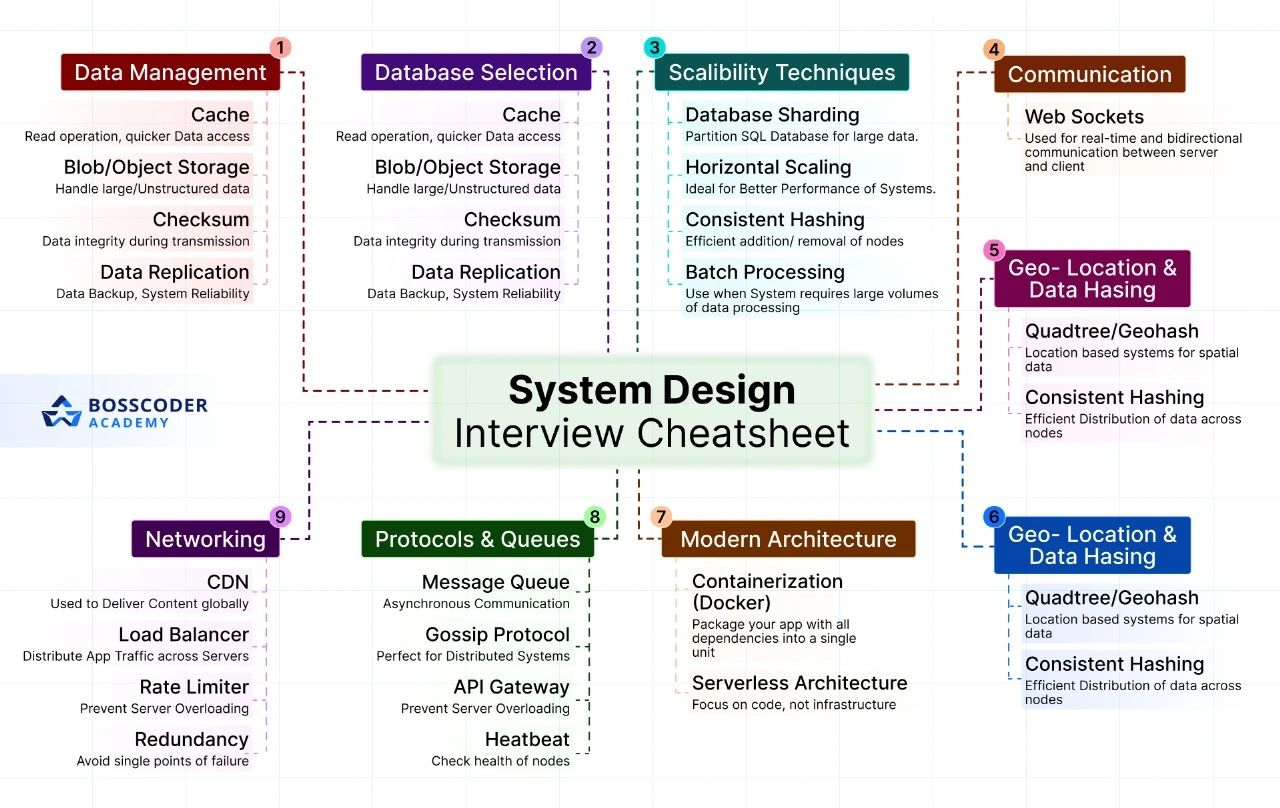 1
Data Management
Cache
Read operation, quicker Data access
Blob/Object Storage
Handle large/Unstructured data
Checksum
Data integrity during transmission
Data Replication
Data Backup, System Reliability
2
Database Selection
Cache
Read operation, quicker Data access
Blob/Object Storage
Handle large/Unstructured data
Checksum
Data integrity during transmission
Data Replication
Data Backup, System Reliability
3
Scalibility Techniques
Database Sharding
Partition SQL Database for large data.
Horizontal Scaling
Ideal for Better Performance of Systems.
Consistent Hashing
Efficient addition/ removal of nodes
Batch Processing
Use when System requires large volumes
of data processing
4
Communication
Web Sockets
Used for real-time and bidirectional
communication between server
and client
5
Geo- Location &
Data Hasing
Quadtree/Geohash
Location based systems for spatial
data
Consistent Hashing
Efficient Distribution of data across
nodes
System Design
Interview Cheatsheet
BOSSCODER
ACADEMY
6
Geo- Location &
Data Hasing
Quadtree/Geohash
Location based systems for spatial
data
Consistent Hashing
Efficient Distribution of data across
nodes
7
Modern Architecture
Containerization
(Docker)
Package your app with all
dependencies into a single
unit
Serverless Architecture
Focus on code, not infrastructure
8
Protocols & Queues
Message Queue
Asynchronous Communication
Gossip Protocol
Perfect for Distributed Systems
API Gateway
Prevent Server Overloading
Heatbeat
Check health of nodes
9
Networking
CDN
Used to Deliver Content globally
Load Balancer
Distribute App Traffic across Servers
Rate Limiter
Prevent Server Overloading
Redundancy
Avoid single points of failure